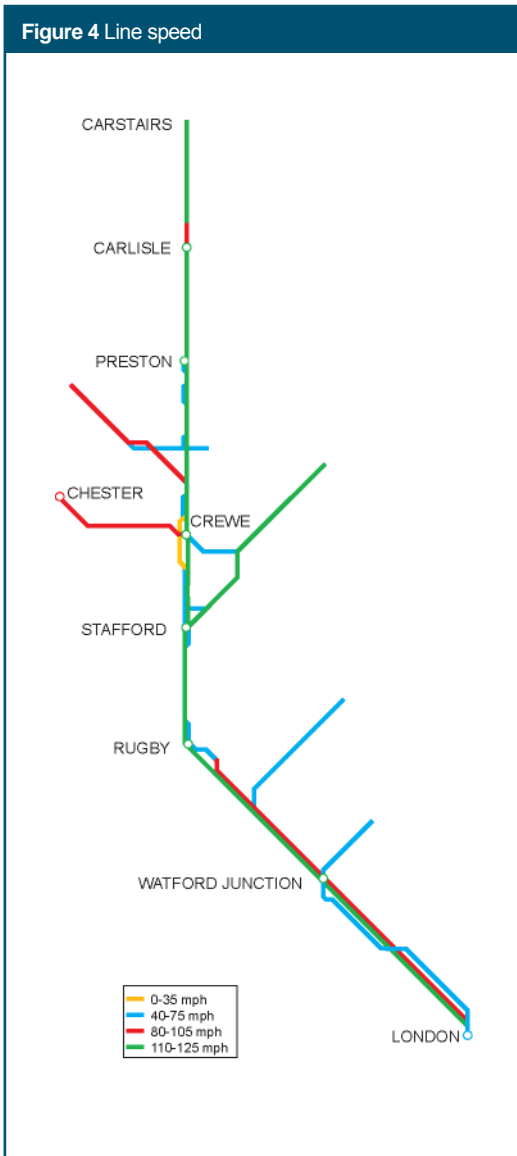 Figure 4 Line speed
CARSTAIRS
CARLISLE
PRESTON
CHESTER
CREWE
STAFFORD
RUGBY
WATFORD JUNCTION
0-35 mph
40-75 mph
80-105 mph
110-125 mph
LONDON